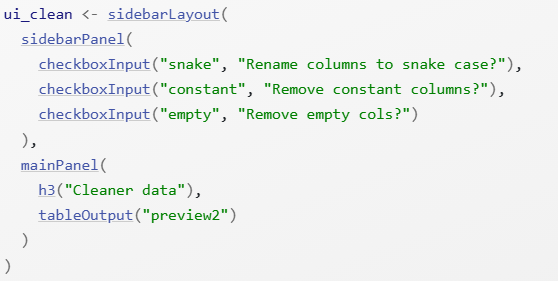 ui_clean <- sidebarLayout(
  sidebarPanel(
    checkboxInput("snake", "Rename columns to snake case?"),
    checkboxInput("constant", "Remove constant columns?"),
    checkboxInput("empty", "Remove empty cols?")
  ),
  mainPanel(
    h3("Cleaner data"),
    tableOutput("preview2")
  )
)